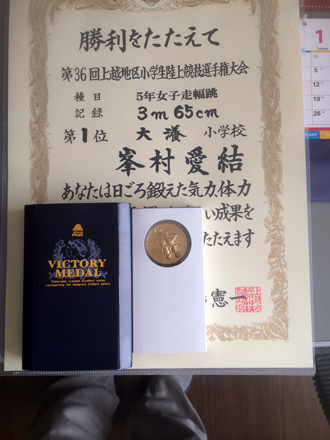 勝利をたたえて
第36回上越地区小学生陸上競技選手権大会
種目 5年女子走幅跳
記録 3m65cm
第1位 大潟 小学校
峯村愛結
あなたは日ごろ鍛えた気力体力
い成果を
たたえます
憲一
VICTORY
MEDAL